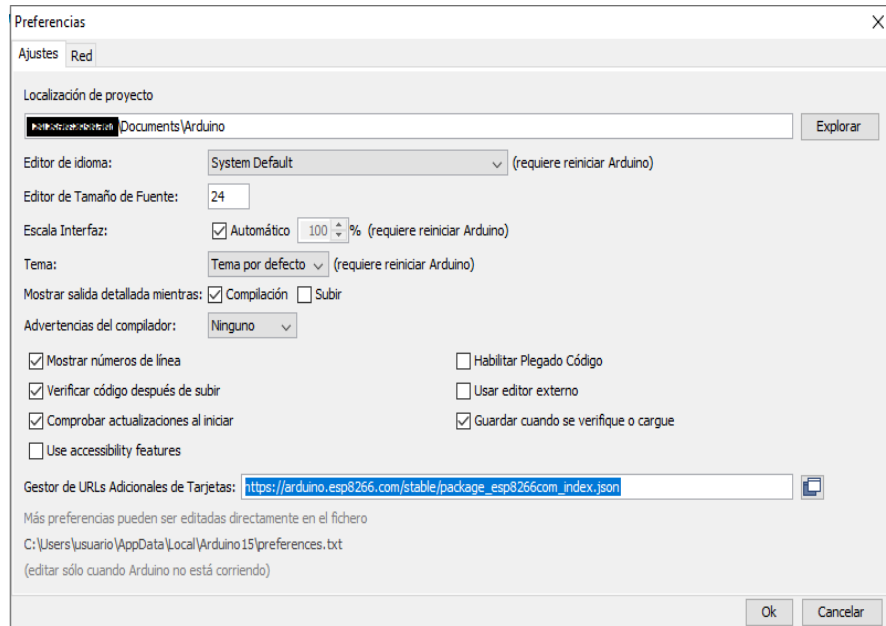 Preferencias
Ajustes Red
Localización de proyecto
\Documents\Arduino Explorar
Editor de idioma: System Default (requiere reiniciar Arduino)
Editor de Tamaño de Fuente: 24
Escala Interfaz: Automático 100 % (requiere reiniciar Arduino)
Tema: Tema por defecto (requiere reiniciar Arduino)
Mostrar salida detallada mientras: Compilación Subir
Advertencias del compilador: Ninguno
Mostrar números de línea Habilitar Plegado Código
Verificar código después de subir Usar editor externo
Comprobar actualizaciones al iniciar Guardar cuando se verifique o cargue
Use accessibility features
Gestor de URLs Adicionales de Tarjetas: https://arduino.esp8266.com/stable/package_esp8266com_index.json
Más preferencias pueden ser editadas directamente en el fichero
C:\Users\usuario\AppData\Local\Arduino15\preferences.txt
(editar sólo cuando Arduino no está corriendo)
Ok Cancelar